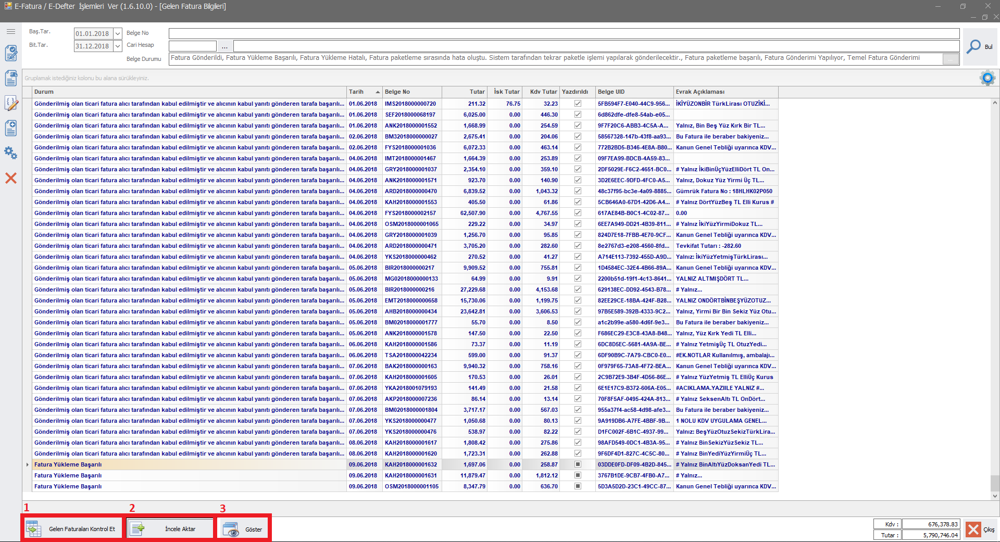 E-Fatura / E-Defter İşlemleri Ver (1.6.10.0) - [Gelen Fatura Bilgileri]
Baş.Tar. 01.01.2018 Belge No
Bit.Tar. 31.12.2018 Cari Hesap ...
Bul
Belge Durumu Fatura Gönderildi, Fatura Yükleme Başarılı, Fatura Yükleme Hatalı, Fatura paketleme sırasında hata oluştu. Sistem tarafından tekrar paketle işlemi yapılarak gönderilecektir., Fatura paketleme başarılı, Fatura Gönderimi Yapılıyor, Temel Fatura Gönderimi ...
Gruplamak istediğiniz kolonu bu alana sürükleyiniz.
Durum Tarih Belge No Tutar İsk Tutar Kdv Tutar Yazdırıldı Belge UID Evrak Açıklaması
Gönderilmiş olan ticari fatura alıcı tarafından kabul edilmiştir ve alıcının kabul yanıtı gönderen tarafa başarılı... 01.06.2018 IMS2018000000720 211.32 76.75 32.23 5FB594F7-E040-44C9-956... İKİYÜZONBİR TürkLirası OTUZİKİ...
Gönderilmiş olan ticari fatura alıcı tarafından kabul edilmiştir ve alıcının kabul yanıtı gönderen tarafa başarılı... 01.06.2018 SEF2018000068197 6,025.00 0.00 446.30 6d862dfe-dfe8-54ab-e05...
Gönderilmiş olan ticari fatura alıcı tarafından kabul edilmiştir ve alıcının kabul yanıtı gönderen tarafa başarılı... 01.06.2018 ANK2018000001552 1,668.99 0.00 254.59 9F7F20C6-ABB3-4C5A-A... Yalnız, Bin Beş Yüz Kırk Bir TL...
Gönderilmiş olan ticari fatura alıcı tarafından kabul edilmiştir ve alıcının kabul yanıtı gönderen tarafa başarılı... 02.06.2018 BM32018000000027 2,675.41 0.00 204.06 58567328-147b-43f8-aa93... Bu Fatura ile beraber bakiyeniz...
Gönderilmiş olan ticari fatura alıcı tarafından kabul edilmiştir ve alıcının kabul yanıtı gönderen tarafa başarılı... 02.06.2018 FYS2018000001036 6,072.33 0.00 463.14 772B2BD5-B346-4E8A-B80... Kanun Genel Tebliği uyarınca KDV...
Gönderilmiş olan ticari fatura alıcı tarafından kabul edilmiştir ve alıcının kabul yanıtı gönderen tarafa başarılı... 04.06.2018 IMT2018000001467 1,664.39 0.00 253.89 09F7EA99-BDCB-4A59-83...
Gönderilmiş olan ticari fatura alıcı tarafından kabul edilmiştir ve alıcının kabul yanıtı gönderen tarafa başarılı... 04.06.2018 GRY2018000001037 2,354.10 0.00 359.10 2DF5029E-F6C2-4651-BC0... # Yalnız İkiBinÜçYüzElliDört TL On...
Gönderilmiş olan ticari fatura alıcı tarafından kabul edilmiştir ve alıcının kabul yanıtı gönderen tarafa başarılı... 04.06.2018 ANK2018000001571 923.70 0.00 140.90 3D2E6EEC-9DFD-4FC0-A5... Yalnız, Dokuz Yüz Yirmi Üç TL...
Gönderilmiş olan ticari fatura alıcı tarafından kabul edilmiştir ve alıcının kabul yanıtı gönderen tarafa başarılı... 04.06.2018 ARD2018000000470 6,839.52 0.00 1,043.32 48c37f95-bc3e-4a09-8885... Gümrük Fatura No : 18HLHK02P050
Gönderilmiş olan ticari fatura alıcı tarafından kabul edilmiştir ve alıcının kabul yanıtı gönderen tarafa başarılı... 04.06.2018 KAH2018000001553 405.50 0.00 61.86 5CB646A0-67D1-42D6-A4... # Yalnız DörtYüzBeş TL Elli Kurus #
Gönderilmiş olan ticari fatura alıcı tarafından kabul edilmiştir ve alıcının kabul yanıtı gönderen tarafa başarılı... 04.06.2018 FYS2018000002157 62,507.90 0.00 4,767.55 617AE84B-B0C1-4C02-87... 0.00
Gönderilmiş olan ticari fatura alıcı tarafından kabul edilmiştir ve alıcının kabul yanıtı gönderen tarafa başarılı... 04.06.2018 OSM2018000001065 229.22 0.00 34.97 6EE7A949-DD21-4B39-811... # Yalnız İkiYüzYirmiDokuz TL...
Gönderilmiş olan ticari fatura alıcı tarafından kabul edilmiştir ve alıcının kabul yanıtı gönderen tarafa başarılı... 04.06.2018 GRY2018000001039 1,256.70 0.00 95.85 824D7E18-7FBB-4E70-9CF... Kanun Genel Tebliği uyarınca KDV...
Gönderilmiş olan ticari fatura alıcı tarafından kabul edilmiştir ve alıcının kabul yanıtı gönderen tarafa başarılı... 04.06.2018 ARD2018000000471 3,705.20 0.00 282.60 8e2767d3-e208-4560-8fd... Tevkifat Tutarı : -282.60
Gönderilmiş olan ticari fatura alıcı tarafından kabul edilmiştir ve alıcının kabul yanıtı gönderen tarafa başarılı... 04.06.2018 YKS2018000000462 270.52 0.00 41.27 A714E113-7392-455D-A9D... Yalnız: İkiYüzYetmişTürkLirası...
Gönderilmiş olan ticari fatura alıcı tarafından kabul edilmiştir ve alıcının kabul yanıtı gönderen tarafa başarılı... 05.06.2018 BIR2018000000217 9,909.52 0.00 755.81 1D4584EC-32E4-4B66-89A... Kanun Genel Tebliği uyarınca KDV...
Gönderilmiş olan ticari fatura alıcı tarafından kabul edilmiştir ve alıcının kabul yanıtı gönderen tarafa başarılı... 05.06.2018 MG02018000000133 64.99 0.00 9.91 2200b51d-19f1-4c13-8641... YALNIZ ALTMIŞDÖRT TL...
Gönderilmiş olan ticari fatura alıcı tarafından kabul edilmiştir ve alıcının kabul yanıtı gönderen tarafa başarılı... 05.06.2018 BIR2018000000216 27,229.68 0.00 4,153.68 629138EC-DD92-4543-B78... # Yalnız...
Gönderilmiş olan ticari fatura alıcı tarafından kabul edilmiştir ve alıcının kabul yanıtı gönderen tarafa başarılı... 05.06.2018 EMT2018000000658 15,730.06 0.00 1,199.75 82EE29CE-18BA-424F-B28... YALNIZ ONDÖRTBİNBEŞYÜZOTUZ...
Gönderilmiş olan ticari fatura alıcı tarafından kabul edilmiştir ve alıcının kabul yanıtı gönderen tarafa başarılı... 05.06.2018 AHB2018000000434 23,642.81 0.00 3,606.53 97B5E589-392B-4333-9C2... Yalnız, Yirmi Bir Bin Sekiz Yüz Otu...
Gönderilmiş olan ticari fatura alıcı tarafından kabul edilmiştir ve alıcının kabul yanıtı gönderen tarafa başarılı... 05.06.2018 BM02018000001777 55.70 0.00 8.50 a1c2b99e-a580-4d6f-9e3... Bu Fatura ile beraber bakiyeniz...
Gönderilmiş olan ticari fatura alıcı tarafından kabul edilmiştir ve alıcının kabul yanıtı gönderen tarafa başarılı... 05.06.2018 ANK2018000001578 147.50 0.00 22.50 F686EC29-E3C8-43A8-B48... Yalnız, Yüz Kırk Yedi TL Elli...
Gönderilmiş olan ticari fatura alıcı tarafından kabul edilmiştir ve alıcının kabul yanıtı gönderen tarafa başarılı... 06.06.2018 KAH2018000001586 73.37 0.00 11.19 6DC8D5EC-5681-4A9A-BE... # Yalnız YetmişÜç TL OtuzYedi...
Gönderilmiş olan ticari fatura alıcı tarafından kabul edilmiştir ve alıcının kabul yanıtı gönderen tarafa başarılı... 06.06.2018 TSA2018000042234 599.00 0.00 91.37 6DF90B9C-7A79-CBC0-E0... #EK.NOTLAR Kullanılmış, ambalajı...
Gönderilmiş olan ticari fatura alıcı tarafından kabul edilmiştir ve alıcının kabul yanıtı gönderen tarafa başarılı... 07.06.2018 BAK2018000000163 9,940.32 0.00 758.16 0F979F65-73A8-4F72-BEA... Kanun Genel Tebliği uyarınca KDV...
Gönderilmiş olan ticari fatura alıcı tarafından kabul edilmiştir ve alıcının kabul yanıtı gönderen tarafa başarılı... 07.06.2018 KAH2018000001605 170.53 0.00 26.01 2C9B72E9-3B4F-4D56-86E... # Yalnız YüzYetmiş TL ElliÜç Kurus
Gönderilmiş olan ticari fatura alıcı tarafından kabul edilmiştir ve alıcının kabul yanıtı gönderen tarafa başarılı... 07.06.2018 YKA2018001079193 141.49 0.00 21.58 6E1E17C9-B372-606A-E05... #ACIKLAMA.YAZIILE YALNIZ #...
Gönderilmiş olan ticari fatura alıcı tarafından kabul edilmiştir ve alıcının kabul yanıtı gönderen tarafa başarılı... 07.06.2018 AKP2018000007236 86.14 0.00 13.14 70F8F5AF-0495-424A-813... # Yalnız SeksenAltı TL OnDört...
Gönderilmiş olan ticari fatura alıcı tarafından kabul edilmiştir ve alıcının kabul yanıtı gönderen tarafa başarılı... 07.06.2018 BM02018000001804 3,717.17 0.00 567.03 955a37f4-ac58-4d98-afe3... Bu Fatura ile beraber bakiyeniz...
Gönderilmiş olan ticari fatura alıcı tarafından kabul edilmiştir ve alıcının kabul yanıtı gönderen tarafa başarılı... 07.06.2018 YKS2018000000477 1,050.68 0.00 80.13 9A919DB6-A7FE-4BBF-9B... 1 NOLU KDV UYGULAMA GENEL...
Gönderilmiş olan ticari fatura alıcı tarafından kabul edilmiştir ve alıcının kabul yanıtı gönderen tarafa başarılı... 07.06.2018 YKS2018000000476 538.97 0.00 82.22 D1FC002F-6B1C-4937-99... Yalnız: BeşYüzOtuzSekizTürkLira...
Gönderilmiş olan ticari fatura alıcı tarafından kabul edilmiştir ve alıcının kabul yanıtı gönderen tarafa başarılı... 08.06.2018 KAH2018000001617 1,808.42 0.00 275.86 98AFD549-0DC1-4B3A-95... # Yalnız BinSekizYüzSekiz TL...
Gönderilmiş olan ticari fatura alıcı tarafından kabul edilmiştir ve alıcının kabul yanıtı gönderen tarafa başarılı... 08.06.2018 KAH2018000001620 1,723.31 0.00 262.88 9F6DF4D1-827C-4C5C-80... # Yalnız BinYediYüzYirmiÜç TL...
Fatura Yükleme Başarılı 09.06.2018 KAH2018000001632 1,697.06 0.00 258.87 03DDE0FD-DF09-4B2D-845... # Yalnız BinAltıYüzDoksanYedi TL...
Fatura Yükleme Başarılı 09.06.2018 KAH2018000001631 11,879.47 0.00 1,812.12 3767B1DE-9CB7-4FB0-A7... # Yalnız...
Fatura Yükleme Başarılı 09.06.2018 OSM2018000001105 8,347.79 0.00 636.70 5D3A5D2D-23C1-49CC-87... Kanun Genel Tebliği uyarınca KDV...
1 2 3
Gelen Faturaları Kontrol Et İncele Aktar Göster
Kdv : 676,378.83
Tutar : 5,790,746.04
Çıkış